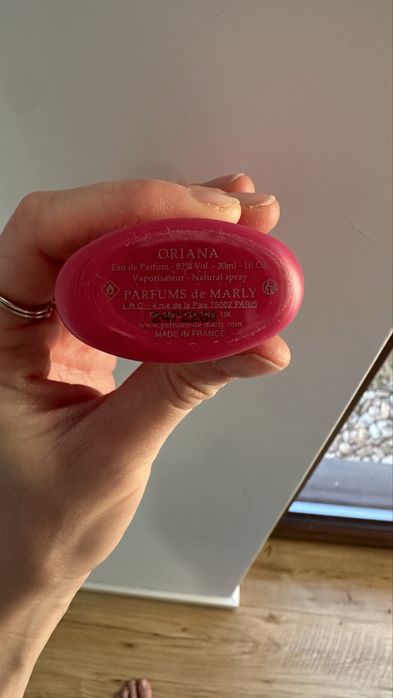 ORIANA
Eau de Parfum - 82% Vol. - 30ml - 1fl.Oz.
Vaporisateur - Natural spray
PARFUMS de MARLY
L.N.C. - 4 rue de la Paix 75002 PARIS
UK
www.parfums-de-marly.com
MADE IN FRANCE